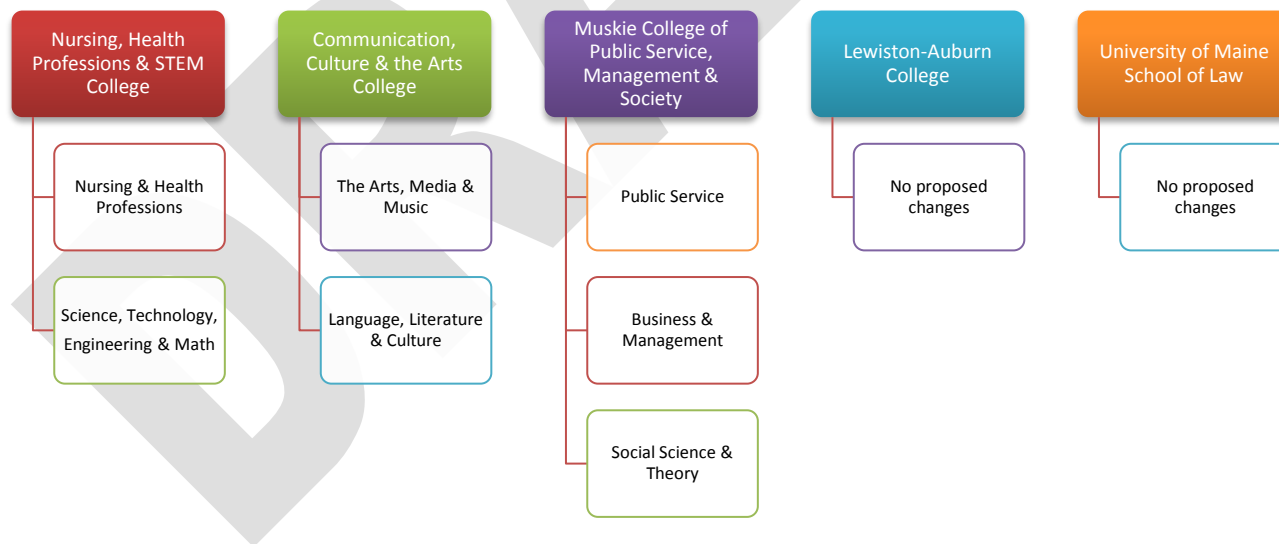 Nursing, Health
Professions & STEM
College
Nursing & Health
Professions
Science, Technology,
Engineering & Math
Communication,
Culture & the Arts
College
The Arts, Media &
Music
Language, Literature
& Culture
Muskie College of
Public Service,
Management &
Society
Public Service
Business &
Management
Social Science &
Theory
Lewiston-Auburn
College
No proposed
changes
University of Maine
School of Law
No proposed
changes